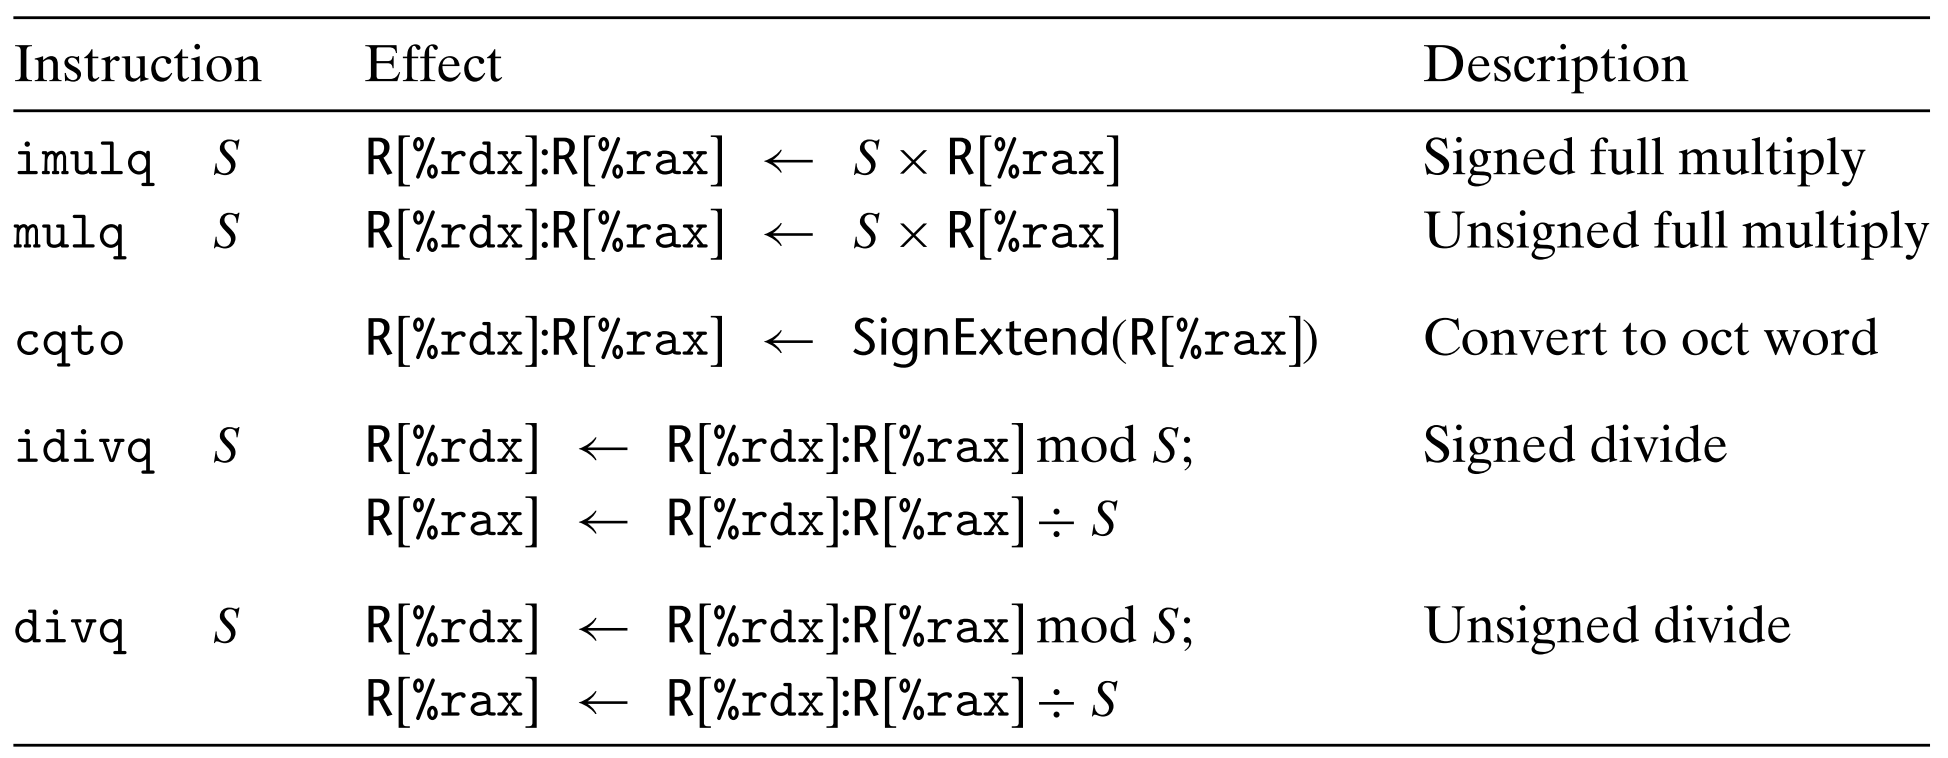 Instruction Effect Description
imulq S R[%rdx]:R[%rax] ← S × R[%rax] Signed full multiply
mulq S R[%rdx]:R[%rax] ← S × R[%rax] Unsigned full multiply
cqto R[%rdx]:R[%rax] ← SignExtend(R[%rax]) Convert to oct word
idivq S R[%rdx] ← R[%rdx]:R[%rax] mod S; Signed divide
R[%rax] ← R[%rdx]:R[%rax] ÷ S
divq S R[%rdx] ← R[%rdx]:R[%rax] mod S; Unsigned divide
R[%rax] ← R[%rdx]:R[%rax] ÷ S